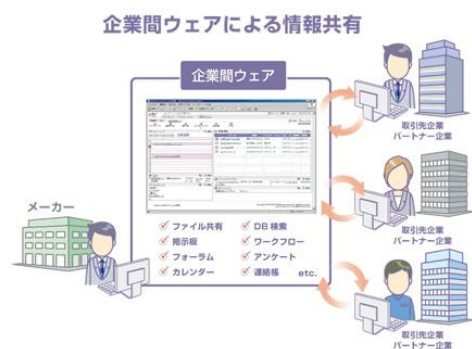 企業間ウェアによる情報共有
企業間ウェア
取引先企業
パートナー企業
メーカー
ファイル共有
DB 検索
掲示板
ワークフロー
フォーラム
アンケート
カレンダー
連絡帳
etc.
取引先企業
パートナー企業
取引先企業
パートナー企業